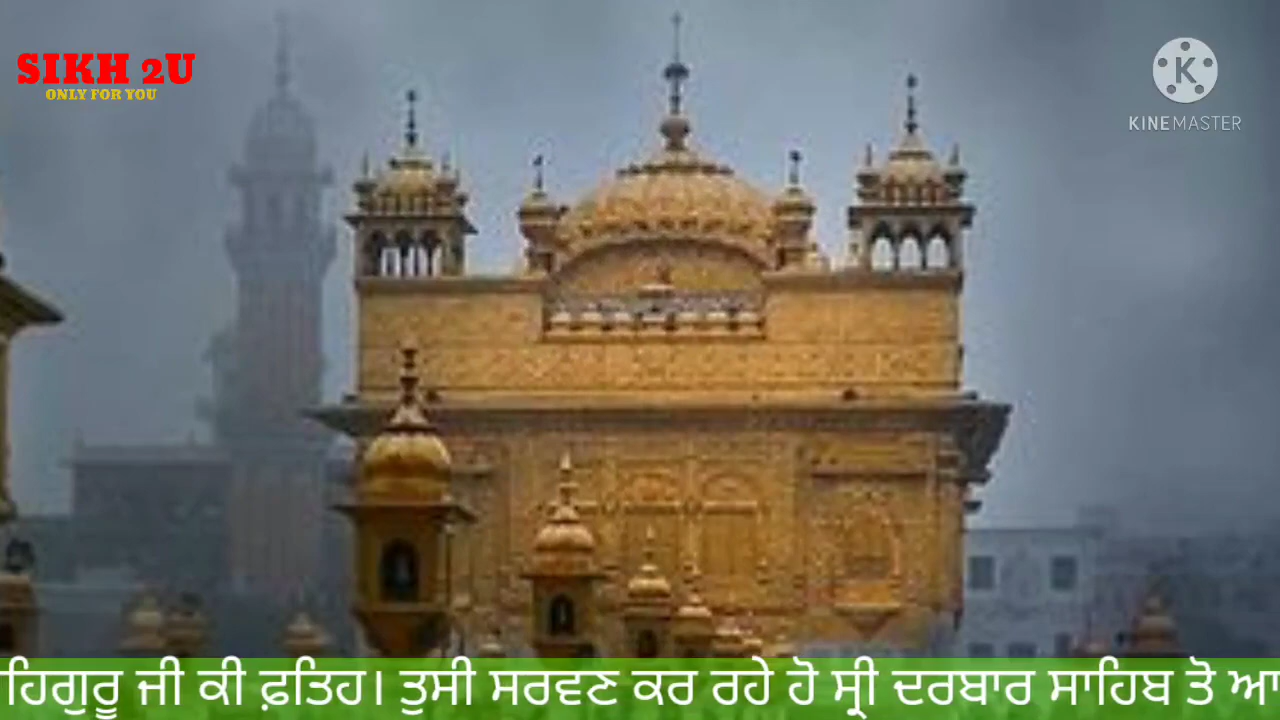 SIKH 2U
ONLY FOR YOU
K
KINEMASTER
ਹਿਗੁਰੂ ਜੀ ਕੀ ਫ਼ਤਿਹ। ਤੁਸੀ ਸਰਵਣ ਕਰ ਰਹੇ ਹੋ ਸ੍ਰੀ ਦਰਬਾਰ ਸਾਹਿਬ ਤੋ ਆ